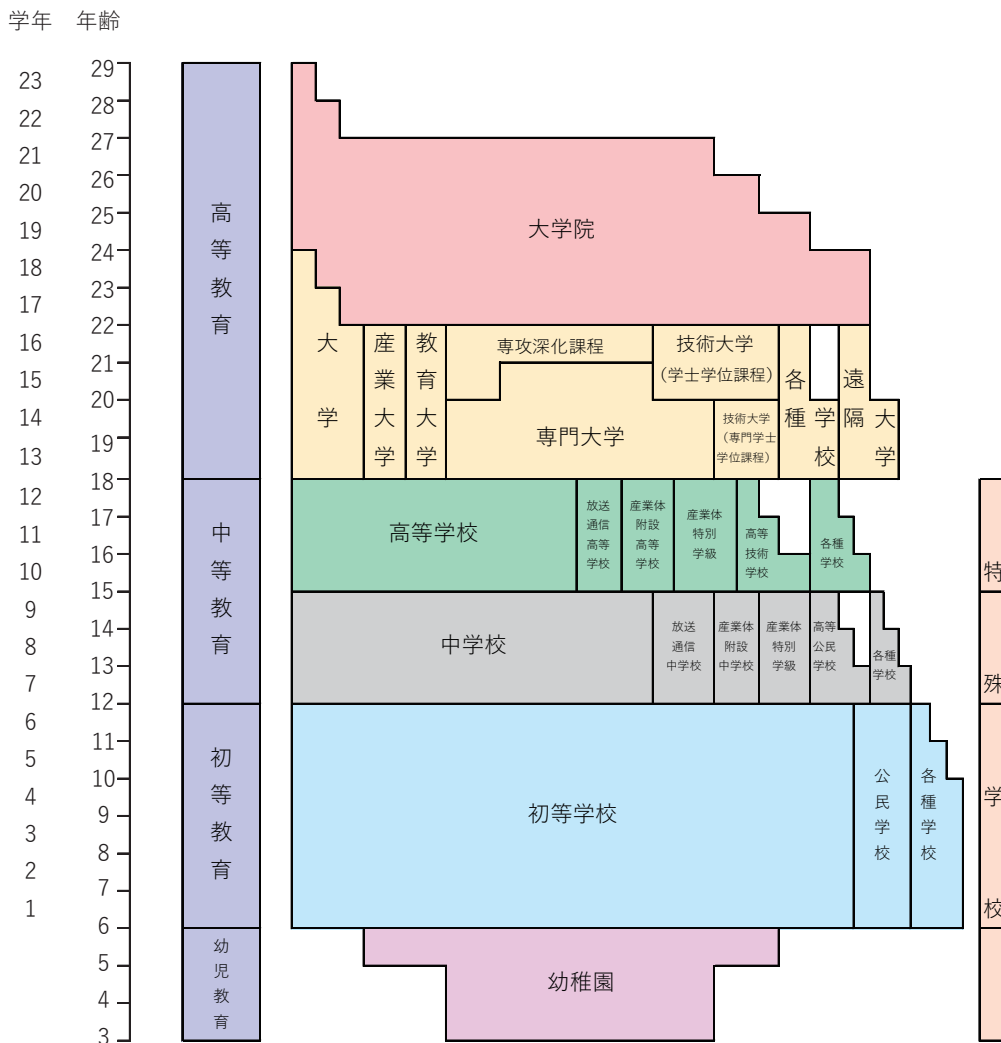 学年 年齢
29
23
28
22
27
21
26
20
25
19
24
18
23
17
22
16
21
15
20
14
19
13
18
12
17
11
16
10
15
9
14
8
13
7
12
6
11
5
10
4
9
3
8
2
7
1
6
5
4
3
高等教育
中等教育
初等教育
幼児教育
大学院
大学
産業大学
教育大学
専攻深化課程
専門大学
技術大学
(学士学位課程)
技術大学
(専門学士
学位課程)
各種学校
遠隔大学
高等学校
放送
通信
高等
学校
産業体
附設
高等
学校
産業体
特別
学級
高等
技術
学校
各種
学校
中学校
放送
通信
中学校
産業体
附設
中学校
産業体
特別
学級
高等
公民
学校
各種
学校
初等学校
公民学校
各種学校
幼稚園
特殊学校